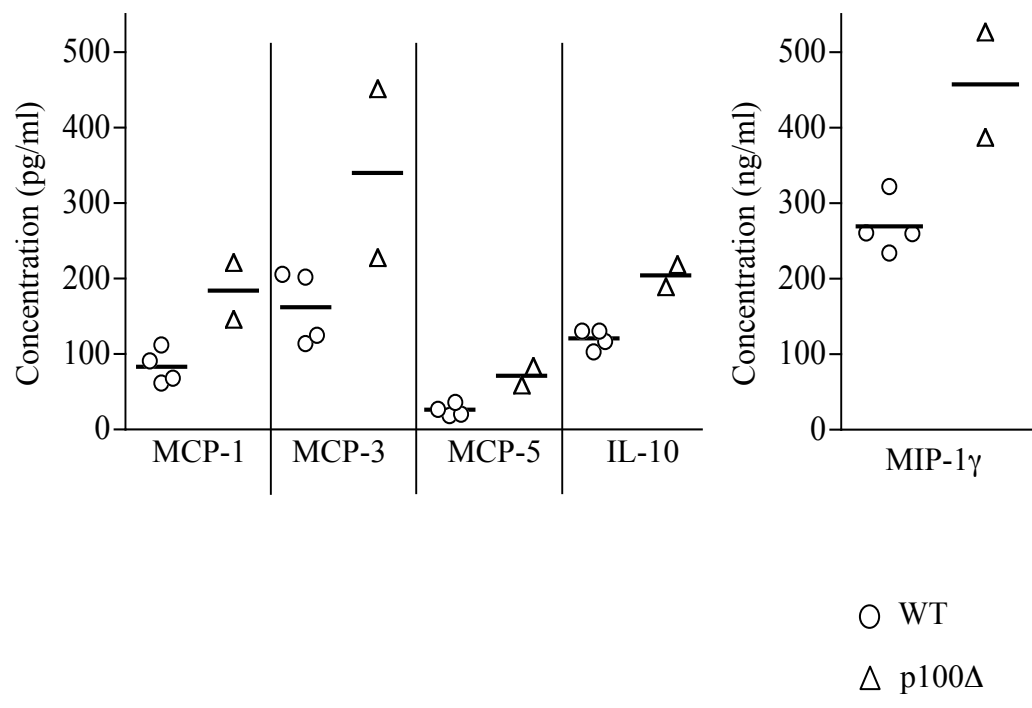 Concentration (pg/ml)
500
400
300
200
100
0
MCP-1
MCP-3
MCP-5
IL-10
Concentration (ng/ml)
500
400
300
200
100
0
MIP-1γ
WT
p100Δ